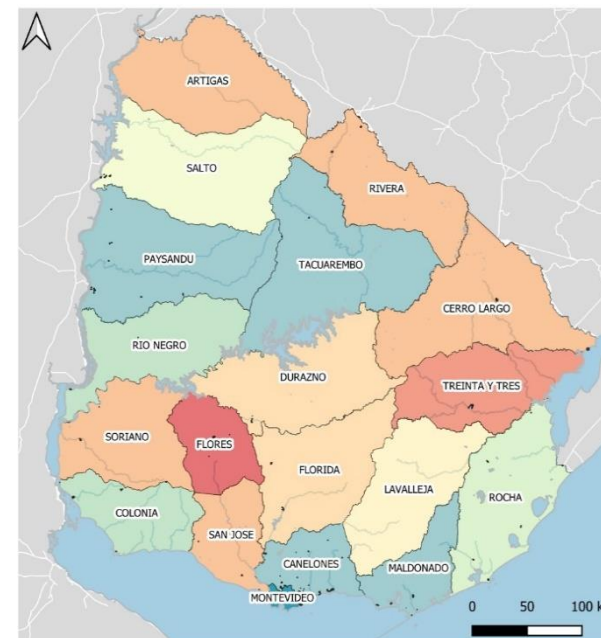 ARTIGAS
SALTO
RIVERA
PAYSANDU
TACUAREMBO
CERRO LARGO
RIO NEGRO
DURAZNO
TREINTA Y TRES
SORIANO
FLORES
FLORIDA
LAVALLEJA
ROCHA
COLONIA
SAN JOSE
CANELONES
MALDONADO
MONTEVIDEO
0 50 100 k